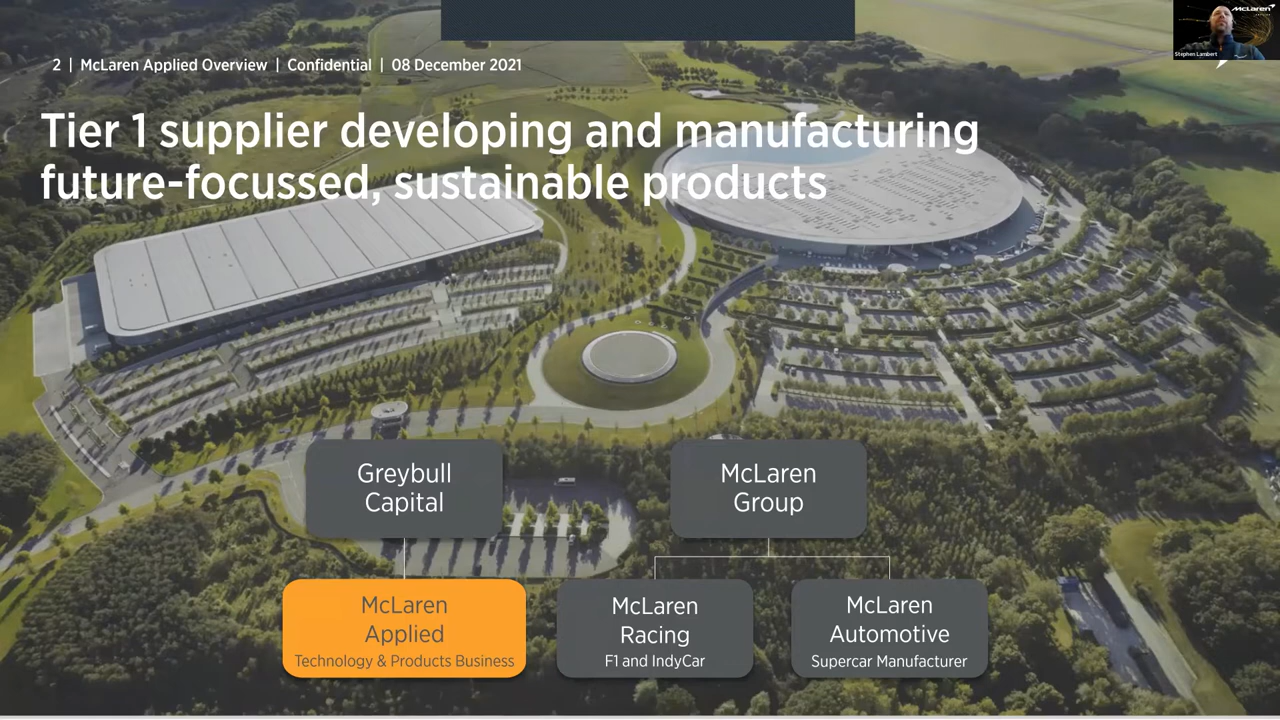 2 | McLaren Applied Overview | Confidential | 08 December 2021
McLaren
Stephen Lambert
Tier 1 supplier developing and manufacturing
future-focussed, sustainable products
Greybull
Capital
McLaren
Group
McLaren
Applied
Technology & Products Business
McLaren
Racing
F1 and IndyCar
McLaren
Automotive
Supercar Manufacturer